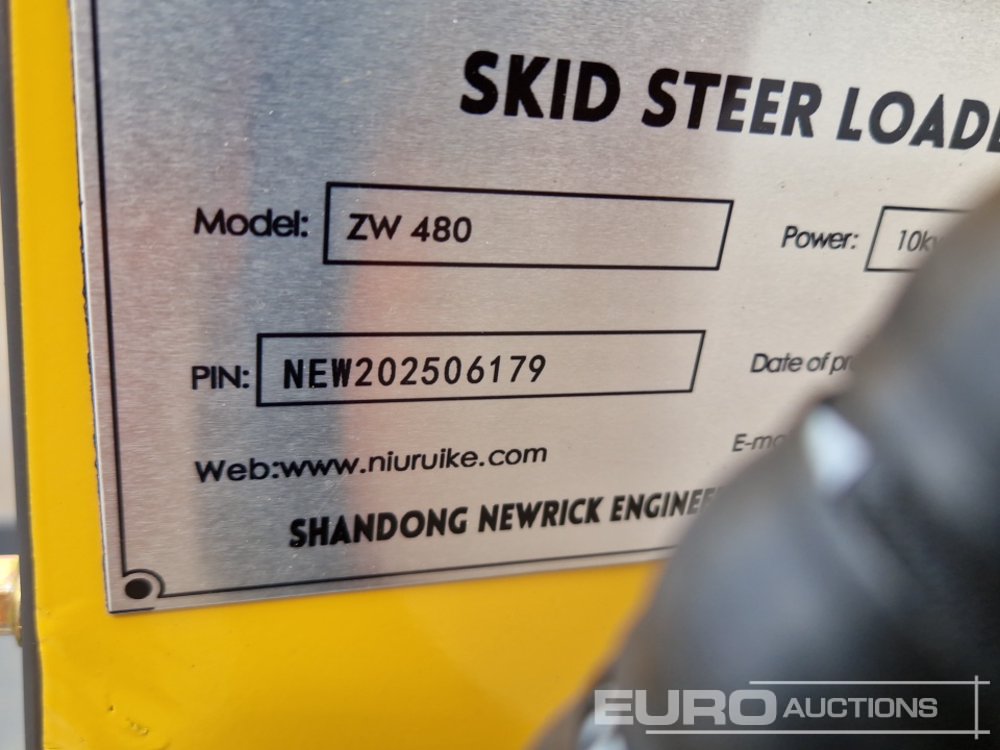 SKID STEER LOADE
Model: ZW 480 Power: 10k
PIN: NEW202506179 Date of pr
Web:www.niuruike.com E-ma
SHANDONG NEWRICK ENGINEE
EURO AUCTIONS